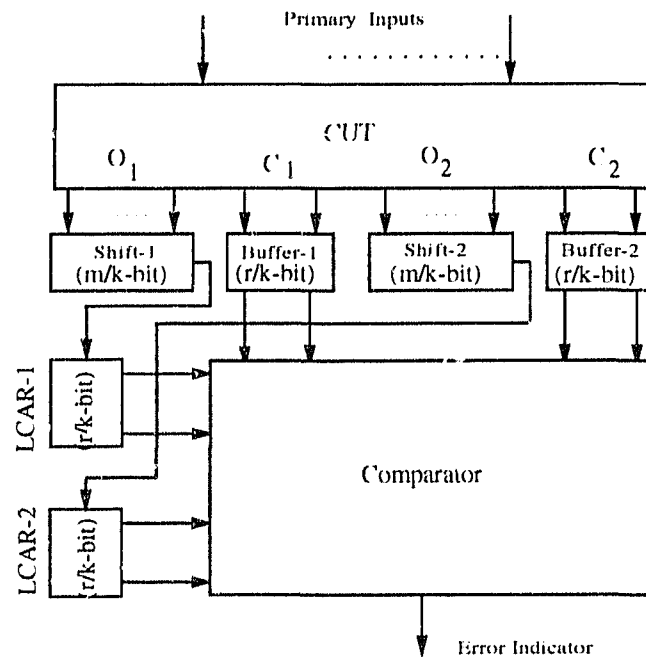 Primary Inputs
CUT
O1 C1 O2 C2
Shift-1 Buffer-1 Shift-2 Buffer-2
(m/k-bit) (r/k-bit) (m/k-bit) (r/k-bit)
LCAR-1
(r/k-bit)
Comparator
LCAR-2
(r/k-bit)
Error Indicator